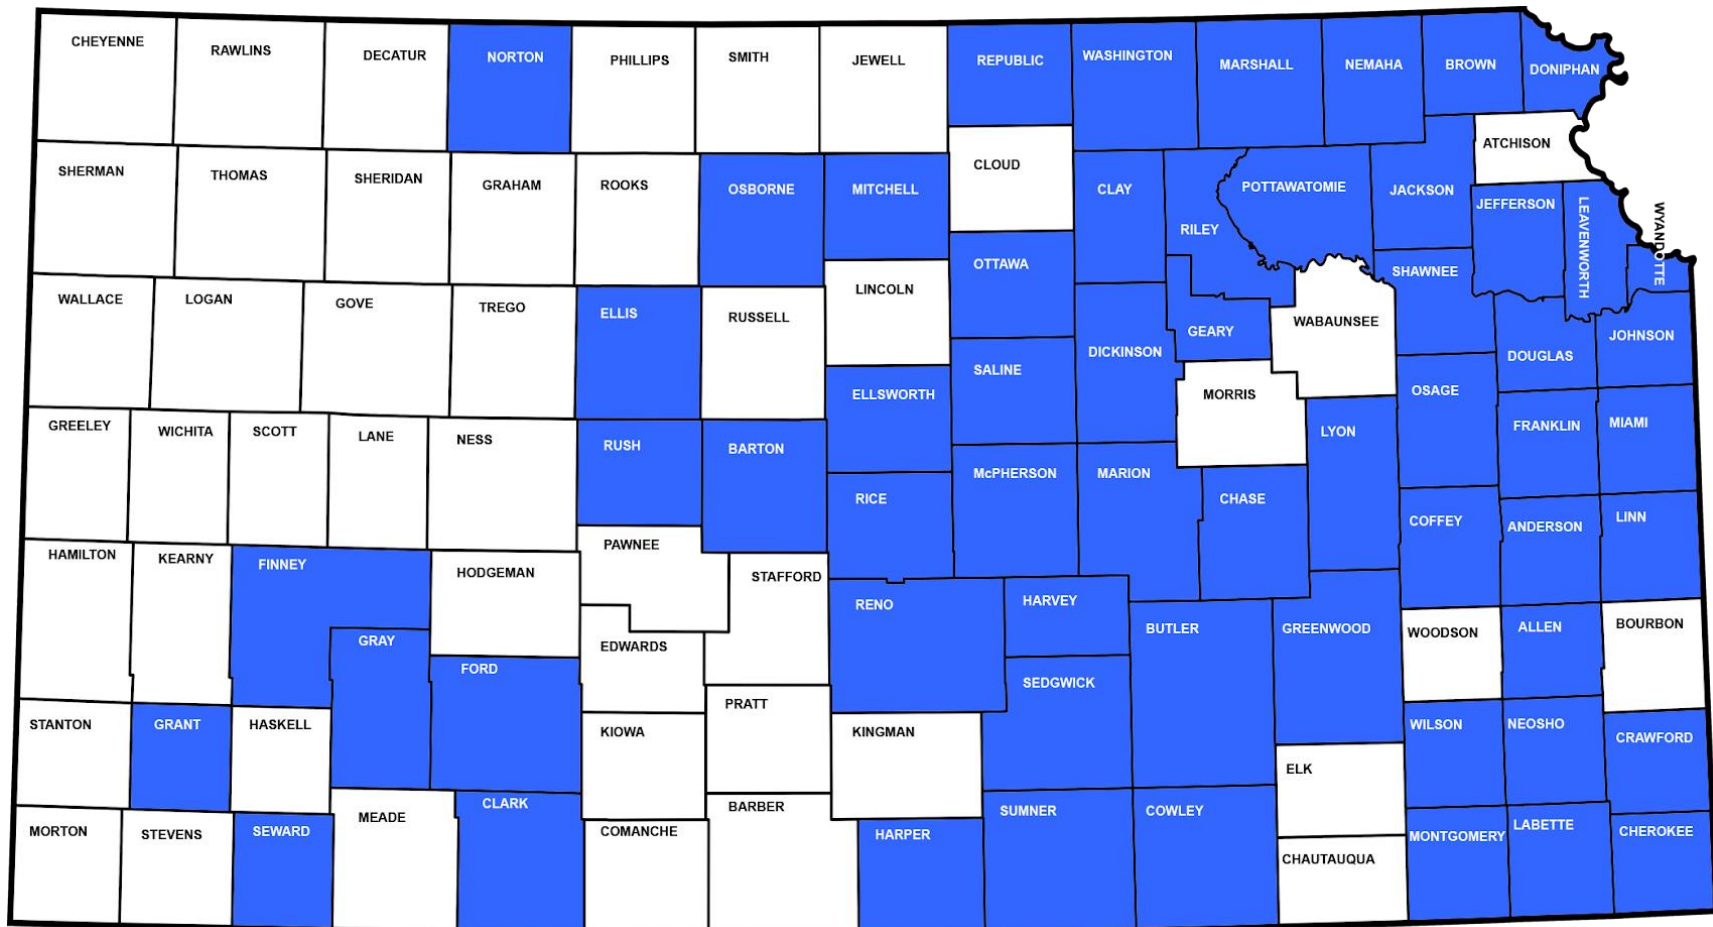 CHEYENNE
RAWLINS
DECATUR
NORTON
PHILLIPS
SMITH
JEWELL
REPUBLIC
WASHINGTON
MARSHALL
NEMAHA
BROWN
DONIPHAN
SHERMAN
THOMAS
SHERIDAN
GRAHAM
ROOKS
OSBORNE
MITCHELL
CLOUD
CLAY
RILEY
POTTAWATOMIE
JACKSON
ATCHISON
JEFFERSON
LEAVENWORTH
WYANDOTTE
WALLACE
LOGAN
GOVE
TREGO
ELLIS
RUSSELL
LINCOLN
OTTAWA
SALINE
DICKINSON
GEARY
WABAUNSEE
SHAWNEE
DOUGLAS
JOHNSON
GREELEY
WICHITA
SCOTT
LANE
NESS
RUSH
BARTON
ELLSWORTH
RICE
McPHERSON
MARION
MORRIS
CHASE
LYON
OSAGE
FRANKLIN
MIAMI
COFFEY
ANDERSON
LINN
HAMILTON
KEARNY
FINNEY
GRAY
HODGEMAN
FORD
PAWNEE
EDWARDS
STAFFORD
RENO
HARVEY
SEDGWICK
BUTLER
GREENWOOD
WOODSON
ALLEN
BOURBON
STANTON
GRANT
HASKELL
KIOWA
PRATT
KINGMAN
ELK
WILSON
NEOSHO
CRAWFORD
MORTON
STEVENS
SEWARD
MEADE
CLARK
COMANCHE
BARBER
HARPER
SUMNER
COWLEY
CHAUTAUQUA
MONTGOMERY
LABETTE
CHEROKEE